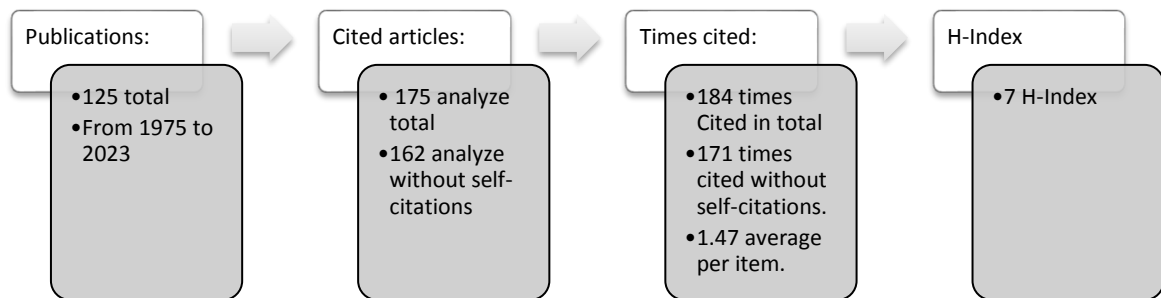 Publications:
•125 total
•From 1975 to
2023
Cited articles:
• 175 analyze
total
•162 analyze
without self-
citations
Times cited:
•184 times
Cited in total
•171 times
cited without
self-citations.
•1.47 average
per item.
H-Index
•7 H-Index